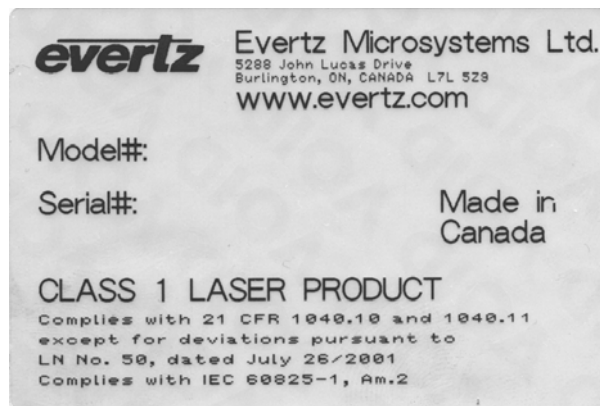 evertz
Evertz Microsystems Ltd.
5288 John Lucas Drive
Burlington, ON, CANADA L7L 5Z9
www.evertz.com
Model#:
Serial#:
Made in
Canada
CLASS 1 LASER PRODUCT
Complies with 21 CFR 1040.10 and 1040.11
except for deviations pursuant to
LN No. 50, dated July 26/2001
Complies with IEC 60825-1, Am.2